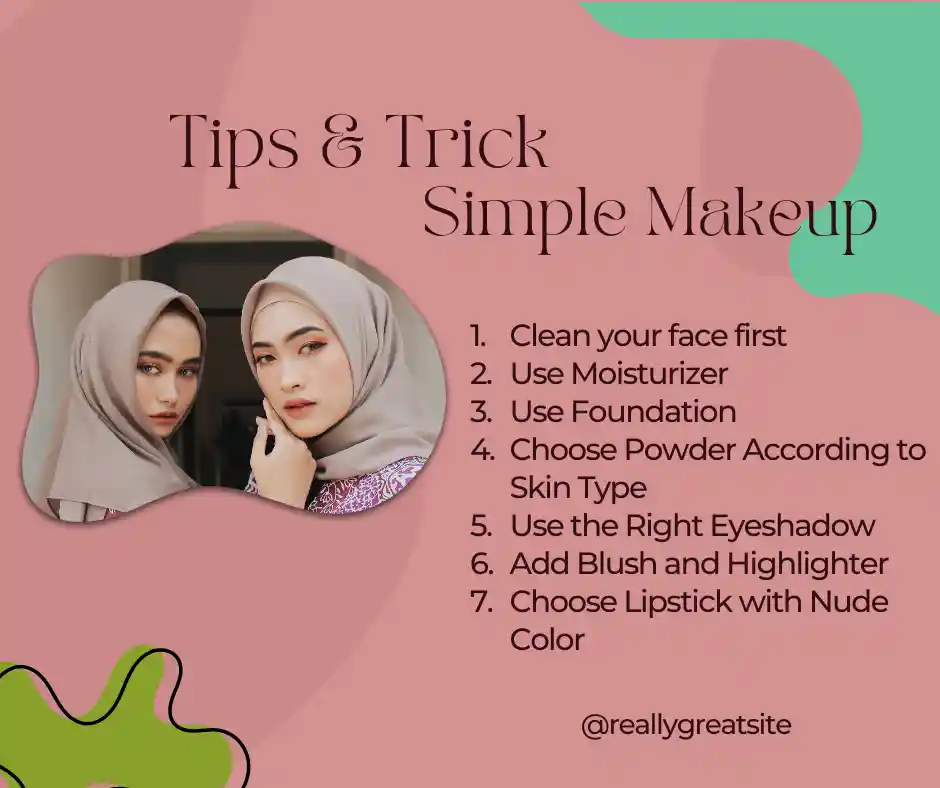 Tips & Trick
Simple Makeup
1. Clean your face first
2. Use Moisturizer
3. Use Foundation
4. Choose Powder According to
Skin Type
5. Use the Right Eyeshadow
6. Add Blush and Highlighter
7. Choose Lipstick with Nude
Color
@reallygreatsite